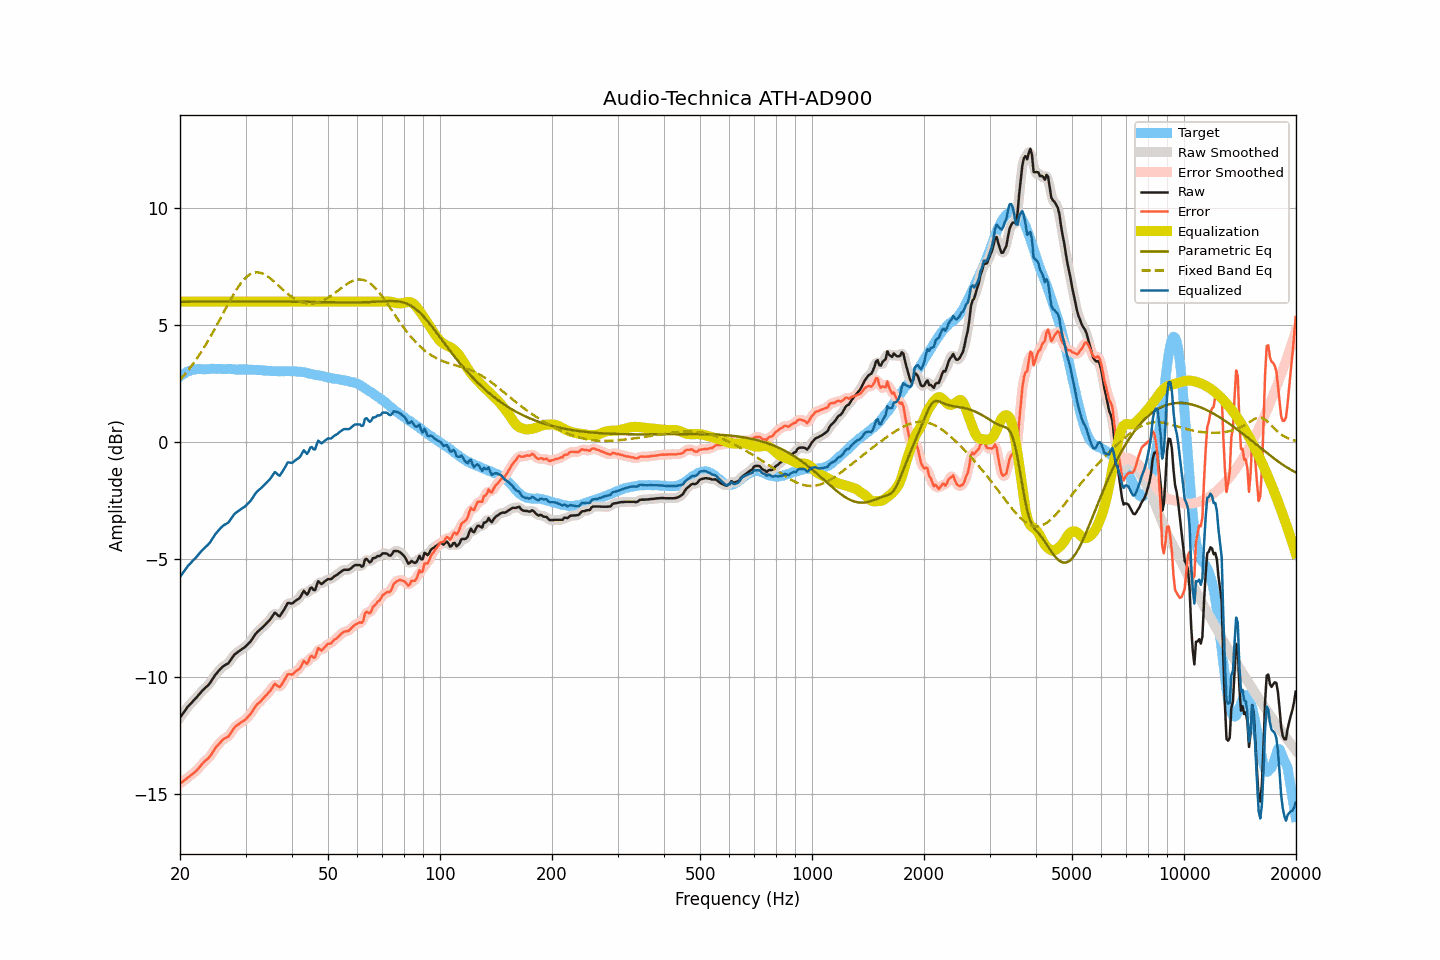 Audio-Technica ATH-AD900
Target
Raw Smoothed
Error Smoothed
Raw
Error
Equalization
Parametric Eq
Fixed Band Eq
Equalized
10
5
0
−5
−10
−15
Amplitude (dBr)
20 50 100 200 500 1000 2000 5000 10000 20000
Frequency (Hz)